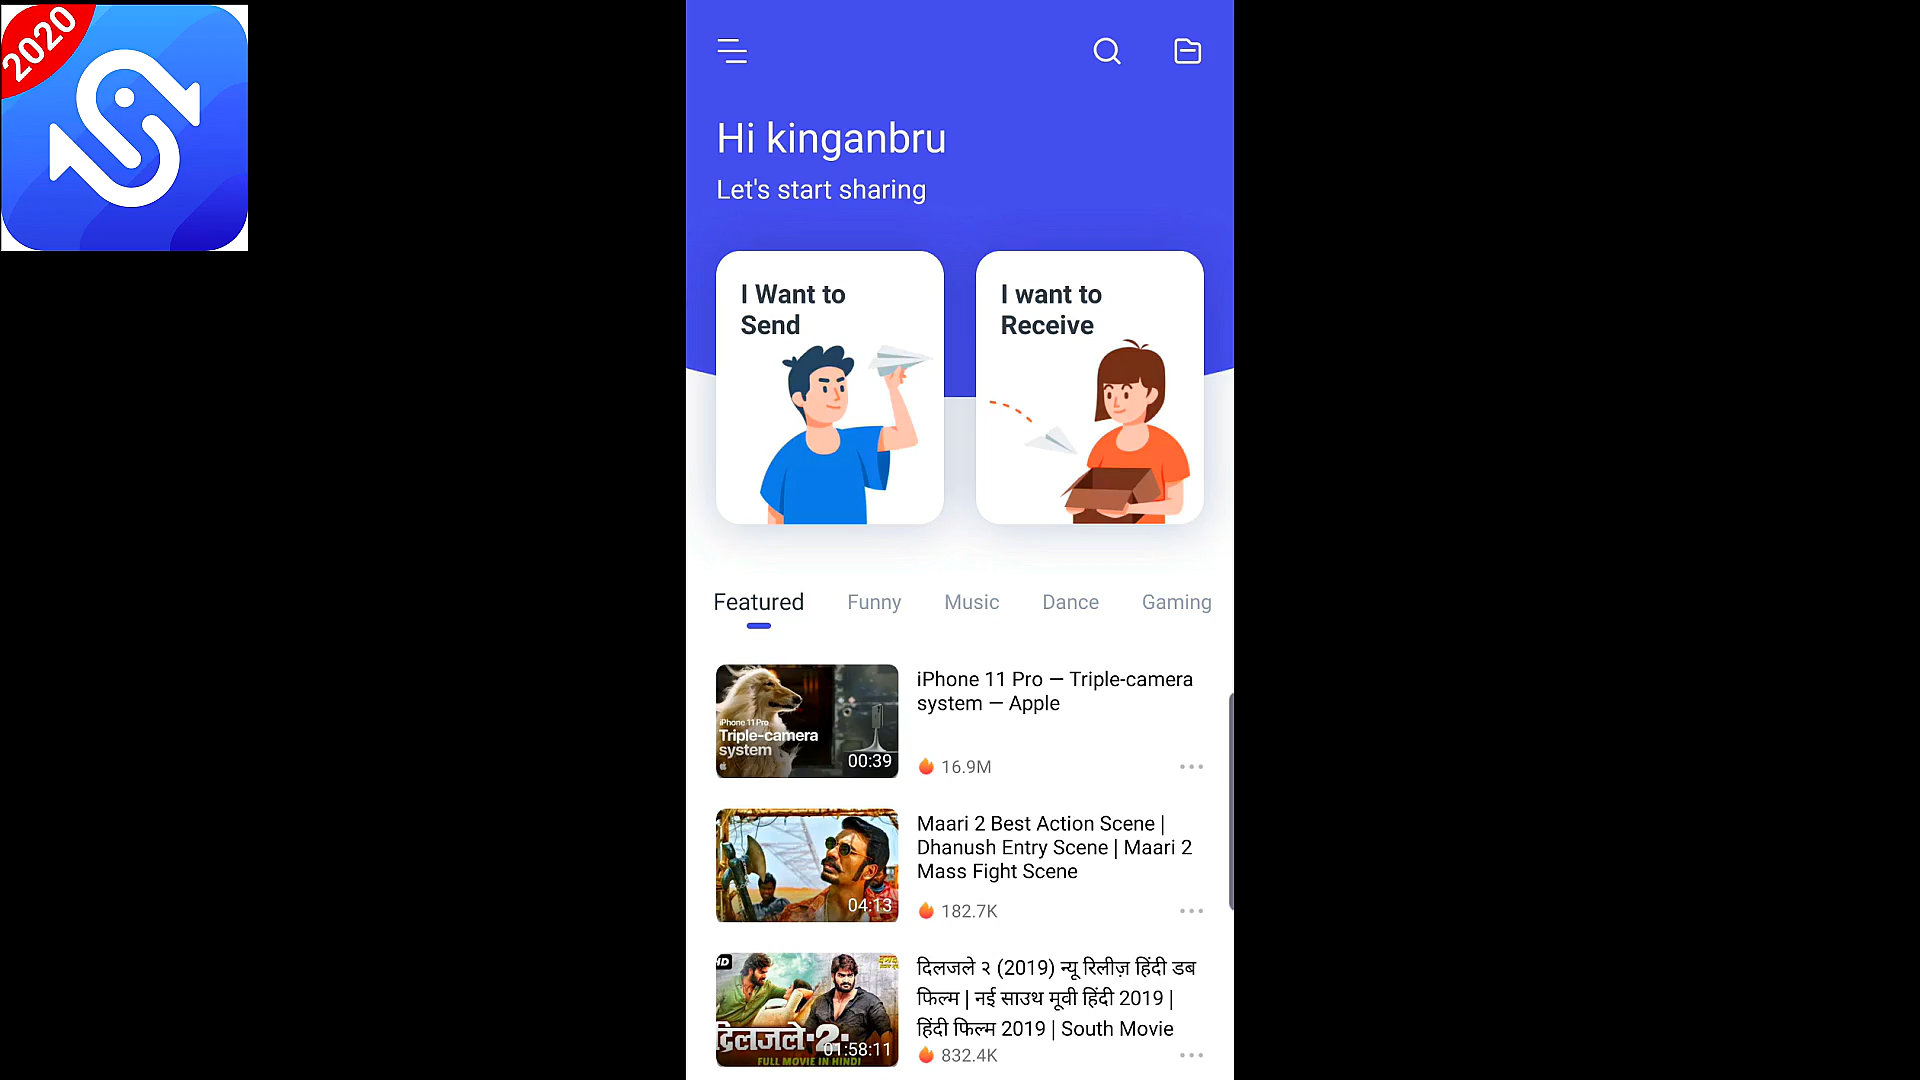 2020
Hi kinganbru
Let's start sharing
I Want to
Send
I want to
Receive
Featured
Funny
Music
Dance
Gaming
iPhone 11 Pro
Triple-camera
system
00:39
iPhone 11 Pro — Triple-camera
system — Apple
16.9M
04:13
Maari 2 Best Action Scene |
Dhanush Entry Scene | Maari 2
Mass Fight Scene
182.7K
HD
दिलजले·2·
01:58:11
FULL MOVIE IN HINDI
दिलजले २ (2019) न्यू रिलीज़ हिंदी डब
फिल्म | नई साउथ मूवी हिंदी 2019 |
हिंदी फिल्म 2019 | South Movie
832.4K